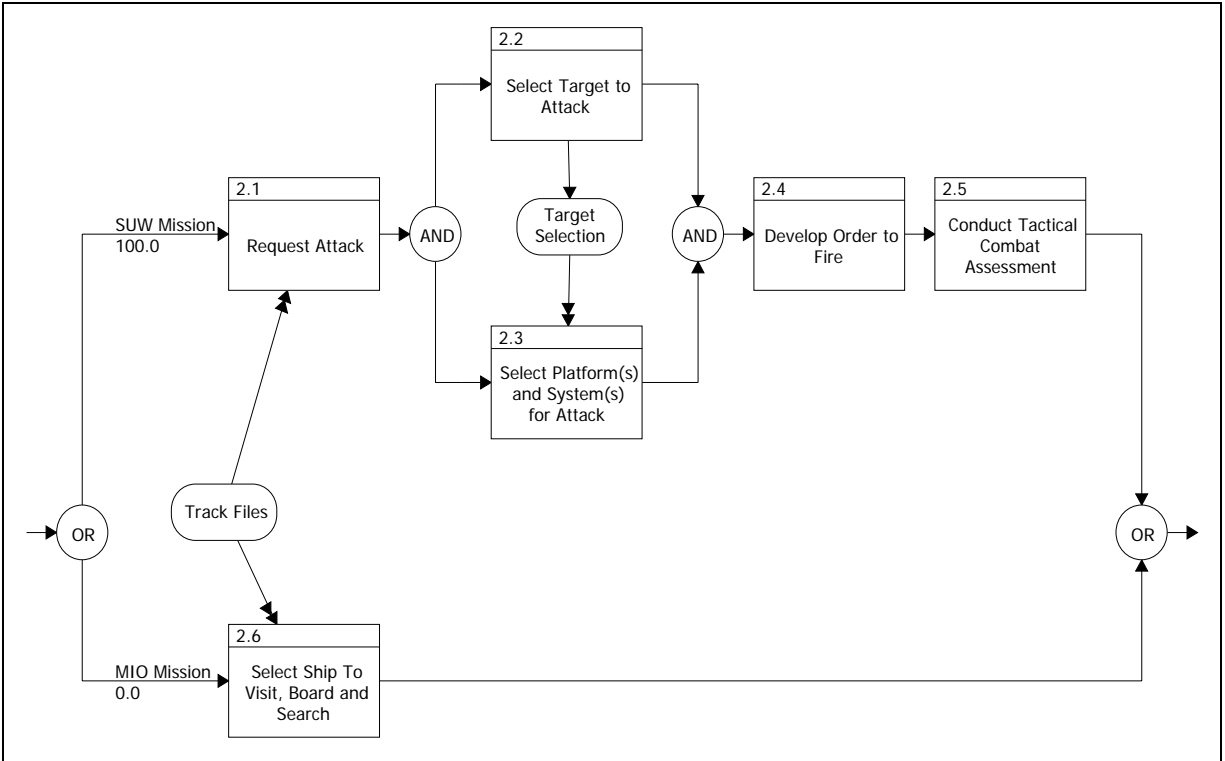 2.2
Select Target to
Attack
2.1
Request Attack
SUW Mission
100.0
AND
Target
Selection
AND
2.4
Develop Order to
Fire
2.5
Conduct Tactical
Combat
Assessment
2.3
Select Platform(s)
and System(s)
for Attack
Track Files
OR
OR
MIO Mission
0.0
2.6
Select Ship To
Visit, Board and
Search